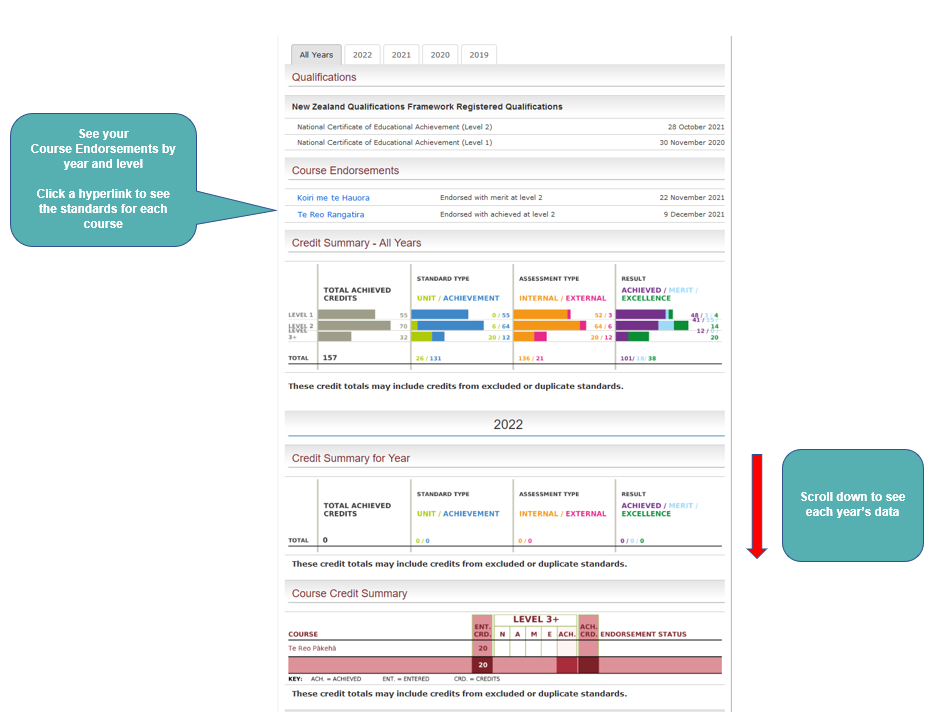 All Years 2022 2021 2020 2019
Qualifications
New Zealand Qualifications Framework Registered Qualifications
National Certificate of Educational Achievement (Level 2) 28 October 2021
National Certificate of Educational Achievement (Level 1) 30 November 2020
See your
Course Endorsements by
year and level
Click a hyperlink to see
the standards for each
course
Course Endorsements
Koiri me te Hauora Endorsed with merit at level 2 22 November 2021
Te Reo Rangatira Endorsed with achieved at level 2 9 December 2021
Credit Summary - All Years
STANDARD TYPE ASSESSMENT TYPE RESULT
TOTAL ACHIEVED
CREDITS
UNIT / ACHIEVEMENT INTERNAL / EXTERNAL
ACHIEVED / MERIT /
EXCELLENCE
LEVEL 1 55 0 / 55 52 / 3 48 / / 4
LEVEL 2 70 6 / 64 64 / 6 41 / / 14
LEVEL 3+ 32 20 / 12 20 / 12 12 / / 20
TOTAL 157 26 / 131 136 / 21 101/ 18/ 38
These credit totals may include credits from excluded or duplicate standards.
2022
Credit Summary for Year
STANDARD TYPE ASSESSMENT TYPE RESULT
TOTAL ACHIEVED
CREDITS
UNIT / ACHIEVEMENT INTERNAL / EXTERNAL
ACHIEVED / MERIT /
EXCELLENCE
TOTAL 0 0 / 0 0 / 0 0 / 0 / 0
These credit totals may include credits from excluded or duplicate standards.
Scroll down to see
each year's data
Course Credit Summary
LEVEL 3+
COURSE ENT. CRD. N A M E ACH. ACH. CRD. ENDORSEMENT STATUS
Te Reo Pākehā 20
20
KEY: ACH. = ACHIEVED ENT. = ENTERED CRD. = CREDITS
These credit totals may include credits from excluded or duplicate standards.